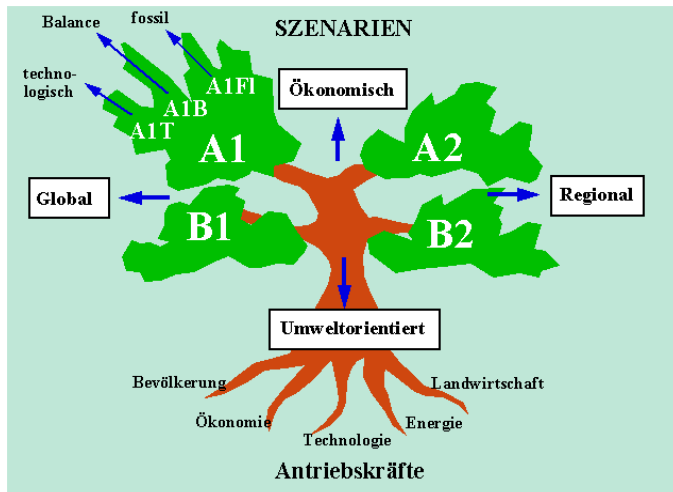 Balance
fossil
SZENARIEN
techno-
logisch
A1Fl
A1B
A1T
Ökonomisch
A1
A2
Global
Regional
B1
B2
Umweltorientiert
Bevölkerung
Landwirtschaft
Ökonomie
Energie
Technologie
Antriebskräfte